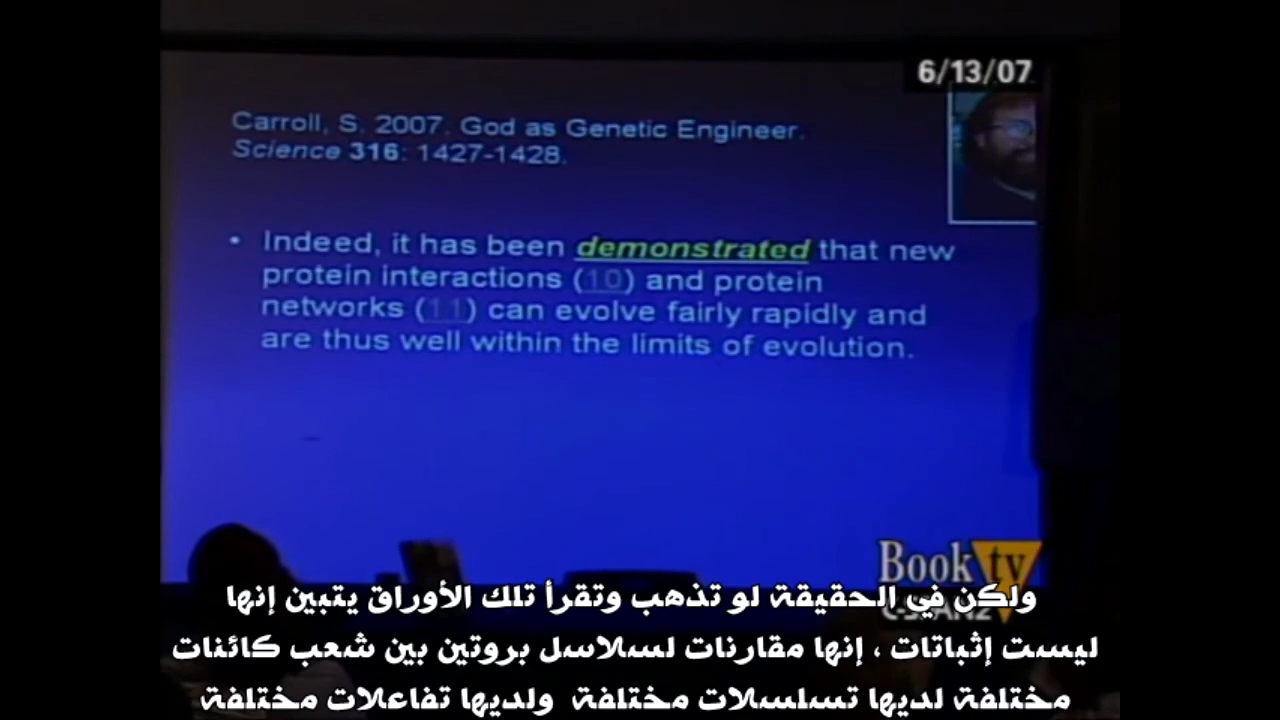 6/13/07
Carroll, S. 2007. God as Genetic Engineer.
Science 316: 1427-1428.
• Indeed, it has been demonstrated that new
protein interactions (10) and protein
networks (11) can evolve fairly rapidly and
are thus well within the limits of evolution.
Book tv
C-SPAN2
ولكن في الحقيقة لو تذهب وتقرأ تلك الأوراق يتبين إنها
ليست إثباتات ، إنها مقارنات لسلاسل بروتين بين شعب كائنات
مختلفة لديها تسلسلات مختلفة ولديها تفاعلات مختلفة